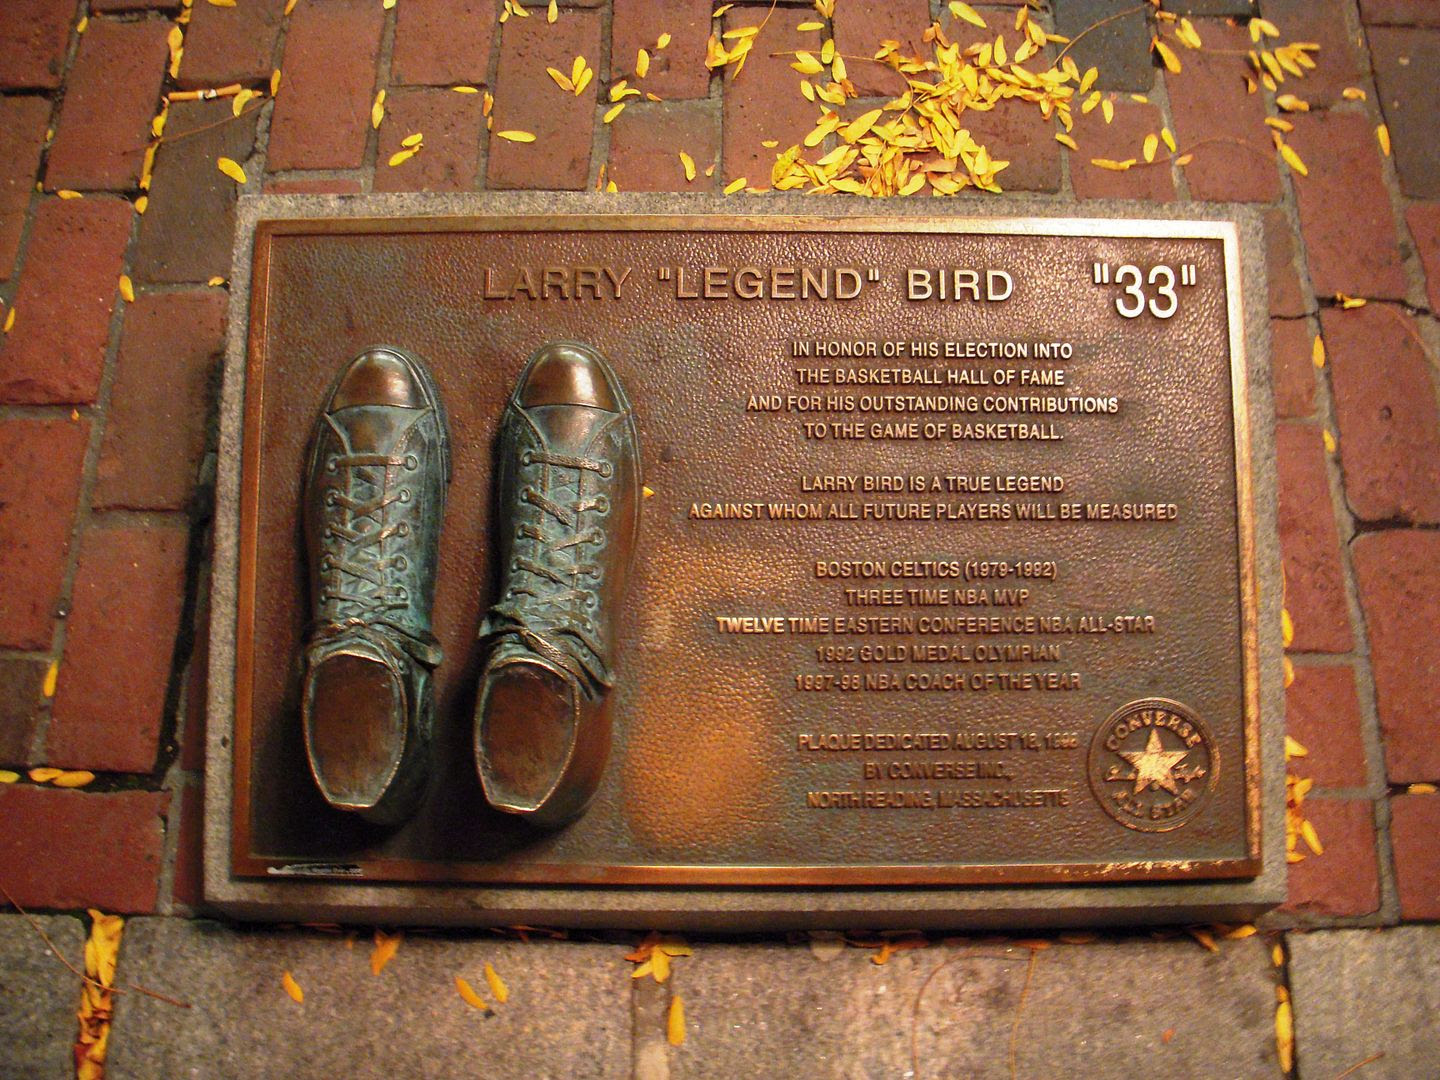 LARRY "LEGEND" BIRD "33"
IN HONOR OF HIS ELECTION INTO
THE BASKETBALL HALL OF FAME
AND FOR HIS OUTSTANDING CONTRIBUTIONS
TO THE GAME OF BASKETBALL.
LARRY BIRD IS A TRUE LEGEND
AGAINST WHOM ALL FUTURE PLAYERS WILL BE MEASURED
BOSTON CELTICS (1979-1992)
THREE TIME NBA MVP
TWELVE TIME EASTERN CONFERENCE NBA ALL-STAR
1992 GOLD MEDAL OLYMPIAN
1997-98 NBA COACH OF THE YEAR
PLAQUE DEDICATED AUGUST 18, 1998
BY CONVERSE INC.,
NORTH READING, MASSACHUSETTS
CONVERSE
ALL STAR